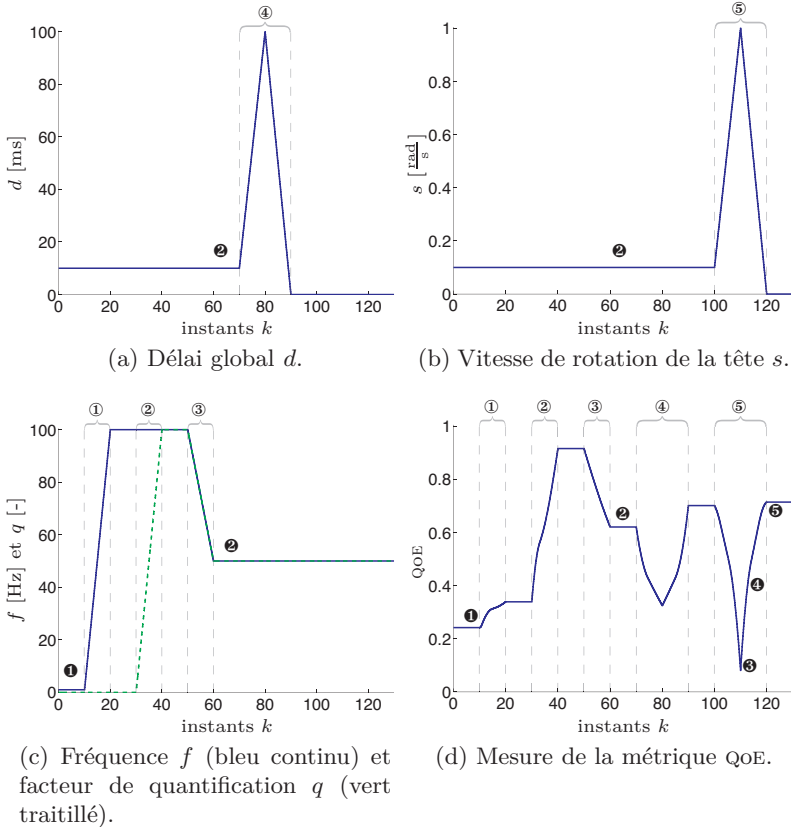 ④
100
80
60
40
20
0
d [ms]
❷
0 20 40 60 80 100 120
instants k
(a) Délai global d.
⑤
1
0.8
0.6
0.4
0.2
0
s [rad/s]
❷
0 20 40 60 80 100 120
instants k
(b) Vitesse de rotation de la tête s.
① ② ③
100
80
60
40
20
0
f [Hz] et q [-]
❶
❷
0 20 40 60 80 100 120
instants k
(c) Fréquence f (bleu continu) et
facteur de quantification q (vert
traitillé).
① ② ③ ④ ⑤
1
0.8
0.6
0.4
0.2
0
QOE
❶
❷
❸
❹
❺
0 20 40 60 80 100 120
instants k
(d) Mesure de la métrique QOE.